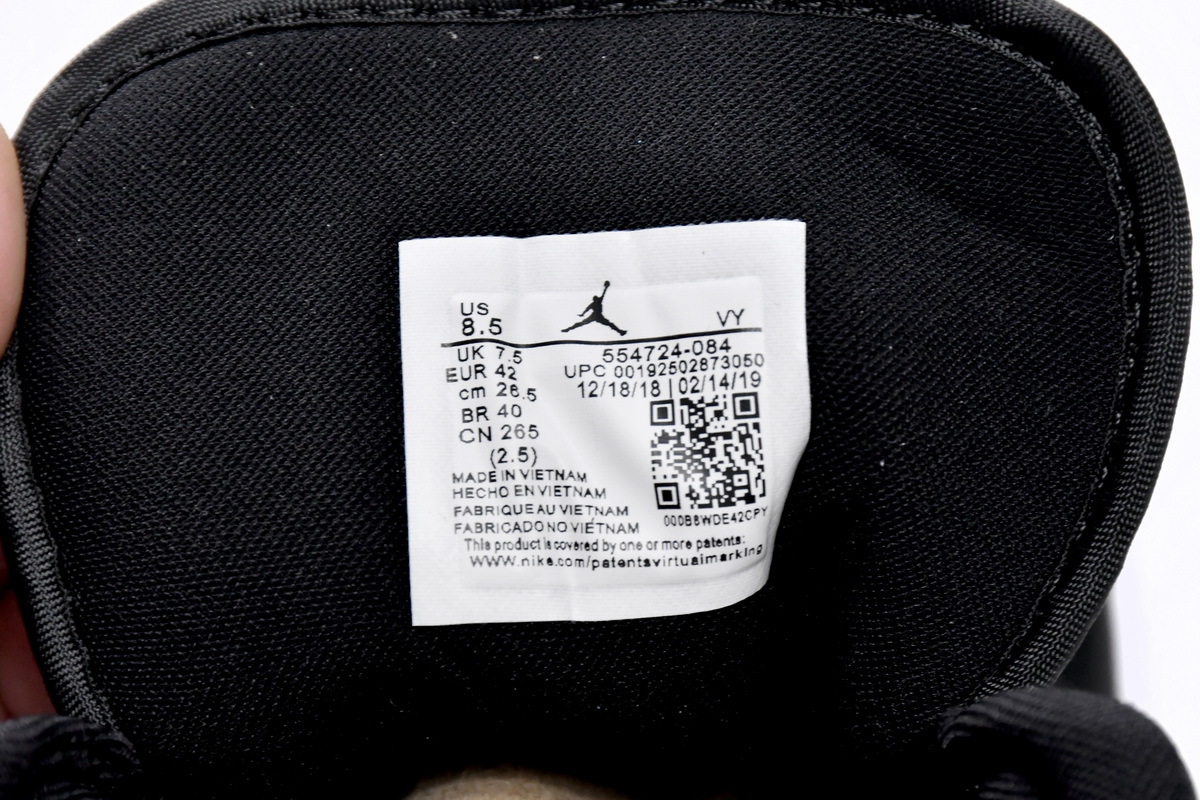 US
8.5
VY
UK 7.5
EUR 42
cm 26.5
BR 40
CN 265
(2.5)
554724-084
UPC 00192502873050
12/18/18 | 02/14/19
000B8WDE42CPY
MADE IN VIETNAM
HECHO EN VIETNAM
FABRIQUE AU VIETNAM
FABRICADO NO VIETNAM
This product is covered by one or more patents:
www.nike.com/patentsvirtualmarking